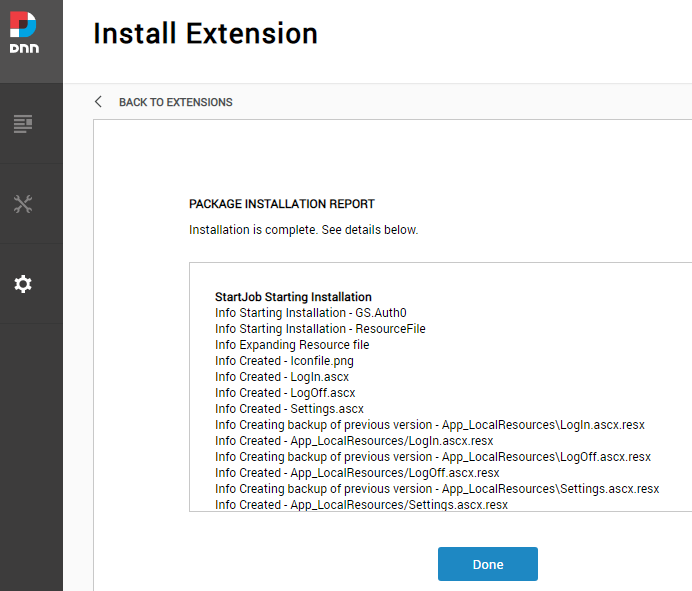 dnn
Install Extension
BACK TO EXTENSIONS
PACKAGE INSTALLATION REPORT
Installation is complete. See details below.
StartJob Starting Installation
Info Starting Installation - GS.Auth0
Info Starting Installation - ResourceFile
Info Expanding Resource file
Info Created - Iconfile.png
Info Created - LogIn.ascx
Info Created - LogOff.ascx
Info Created - Settings.ascx
Info Creating backup of previous version - App_LocalResources\LogIn.ascx.resx
Info Created - App_LocalResources/LogIn.ascx.resx
Info Creating backup of previous version - App_LocalResources\LogOff.ascx.resx
Info Created - App_LocalResources/LogOff.ascx.resx
Info Creating backup of previous version - App_LocalResources\Settings.ascx.resx
Info Created - App_LocalResources/Settings.ascx.resx
Done